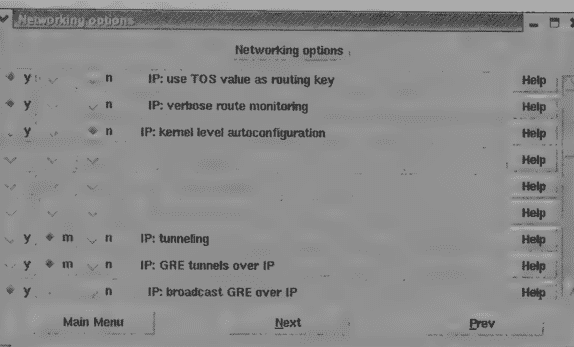 Networking options
Networking options
y n IP: use TOS value as routing key Help
y n IP: verbose route monitoring Help
y n IP: kernel level autoconfiguration Help
Help
Help
Help
y m n IP: tunneling Help
y m n IP: GRE tunnels over IP Help
y n IP: broadcast GRE over IP Help
Main Menu Next Prev